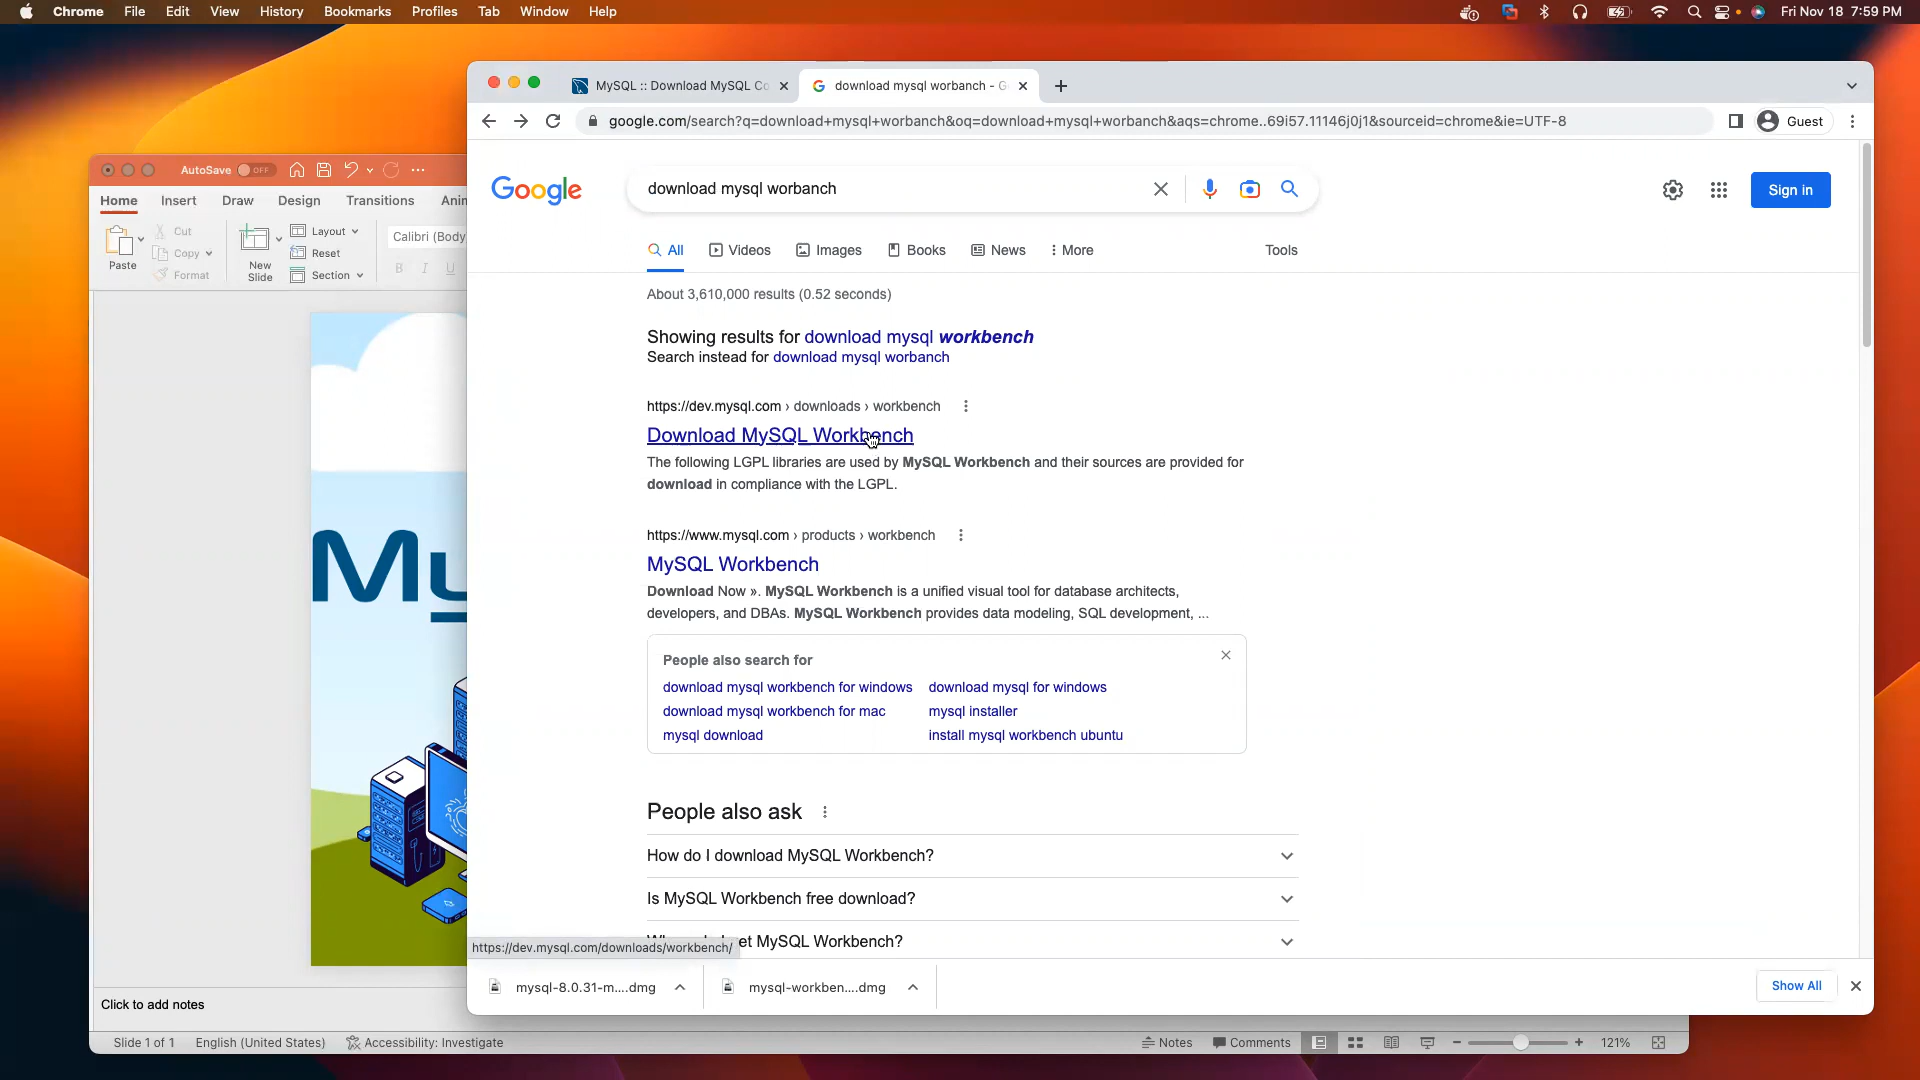 Chrome File Edit View History Bookmarks Profiles Tab Window Help
Fri Nov 18 7:59 PM
MySQL :: Download MySQL Co
download mysql worbanch - G
google.com/search?q=download+mysql+worbanch&oq=download+mysql+worbanch&aqs=chrome..69i57.11146j0j1&sourceid=chrome&ie=UTF-8
Guest
AutoSave OFF
Home Insert Draw Design Transitions Anim
Paste
Cut
Copy
Format
New Slide
Layout
Reset
Section
Calibri (Body
B I U
My
Google
download mysql worbanch
Sign in
All Videos Images Books News More Tools
About 3,610,000 results (0.52 seconds)
Showing results for download mysql workbench
Search instead for download mysql worbanch
https://dev.mysql.com › downloads › workbench
Download MySQL Workbench
The following LGPL libraries are used by MySQL Workbench and their sources are provided for
download in compliance with the LGPL.
https://www.mysql.com › products › workbench
MySQL Workbench
Download Now ». MySQL Workbench is a unified visual tool for database architects,
developers, and DBAs. MySQL Workbench provides data modeling, SQL development, ...
People also search for
download mysql workbench for windows download mysql for windows
download mysql workbench for mac mysql installer
mysql download install mysql workbench ubuntu
People also ask
How do I download MySQL Workbench?
Is MySQL Workbench free download?
et MySQL Workbench?
https://dev.mysql.com/downloads/workbench/
mysql-8.0.31-m....dmg
mysql-workben....dmg
Show All
Click to add notes
Slide 1 of 1 English (United States) Accessibility: Investigate Notes Comments 121%